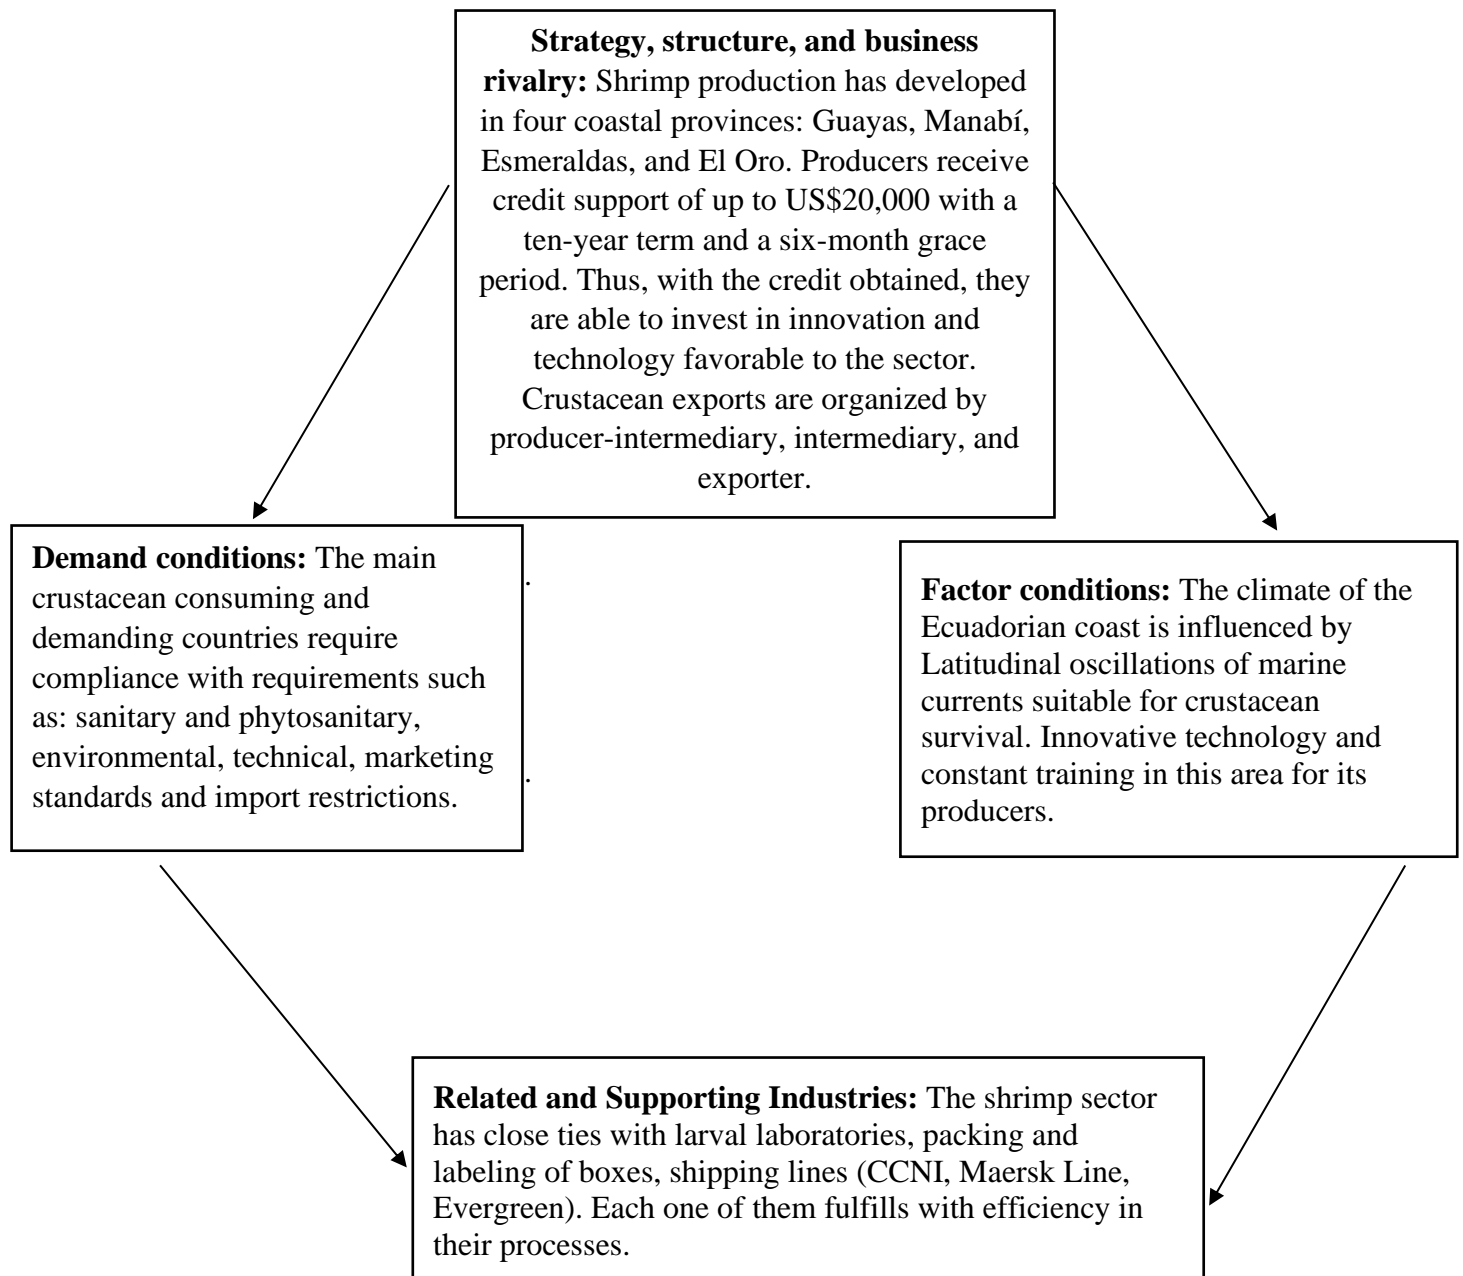 Strategy, structure, and business
rivalry: Shrimp production has developed
in four coastal provinces: Guayas, Manabí,
Esmeraldas, and El Oro. Producers receive
credit support of up to US$20,000 with a
ten-year term and a six-month grace
period. Thus, with the credit obtained, they
are able to invest in innovation and
technology favorable to the sector.
Crustacean exports are organized by
producer-intermediary, intermediary, and
exporter.
Demand conditions: The main
crustacean consuming and
demanding countries require
compliance with requirements such
as: sanitary and phytosanitary,
environmental, technical, marketing
standards and import restrictions.
.
.
Factor conditions: The climate of the
Ecuadorian coast is influenced by
Latitudinal oscillations of marine
currents suitable for crustacean
survival. Innovative technology and
constant training in this area for its
producers.
Related and Supporting Industries: The shrimp sector
has close ties with larval laboratories, packing and
labeling of boxes, shipping lines (CCNI, Maersk Line,
Evergreen). Each one of them fulfills with efficiency in
their processes.